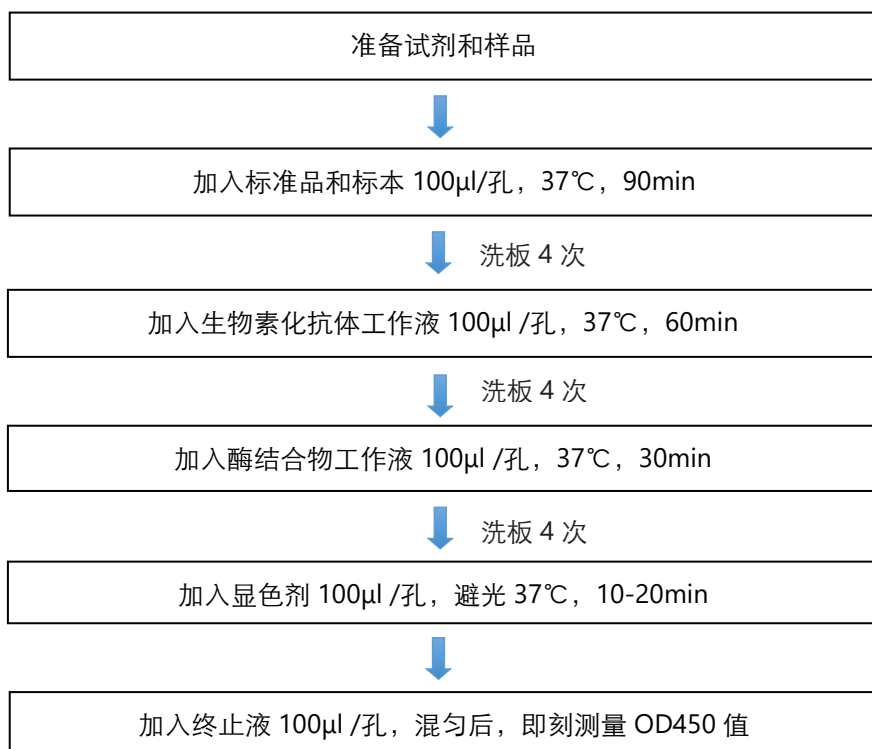 准备试剂和样品
加入标准品和标本 100μl/孔，37℃，90min
洗板 4 次
加入生物素化抗体工作液 100μl /孔，37℃，60min
洗板 4 次
加入酶结合物工作液 100μl /孔，37℃，30min
洗板 4 次
加入显色剂 100μl /孔，避光 37℃，10-20min
加入终止液 100μl /孔，混匀后，即刻测量 OD450 值